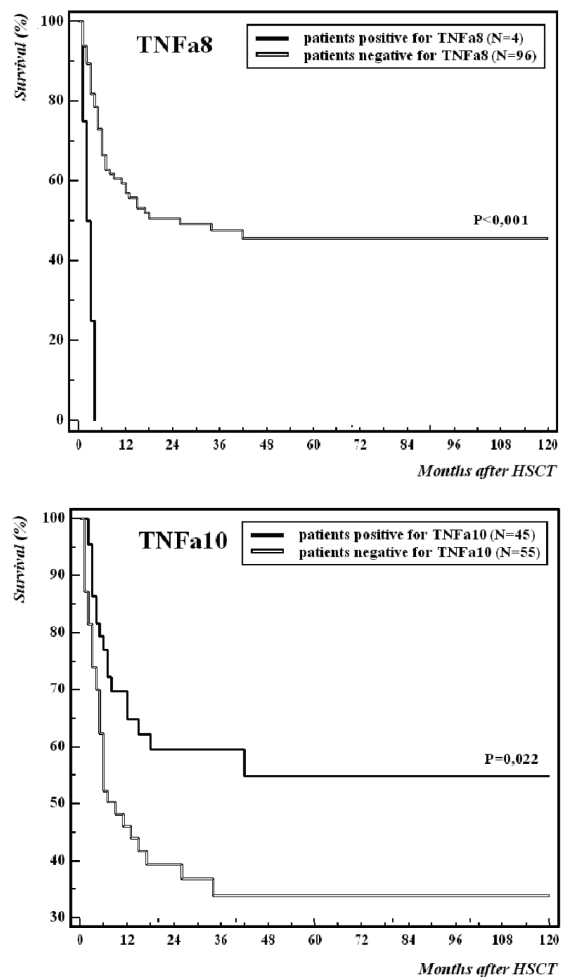 TNFa8
patients positive for TNFa8 (N=4)
patients negative for TNFa8 (N=96)
Survival (%)
100
80
60
40
20
0
P<0,001
0 12 24 36 48 60 72 84 96 108 120
Months after HSCT
TNFa10
patients positive for TNFa10 (N=45)
patients negative for TNFa10 (N=55)
Survival (%)
100
90
80
70
60
50
40
30
P=0,022
0 12 24 36 48 60 72 84 96 108 120
Months after HSCT